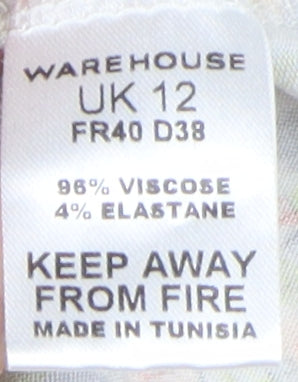 WAREHOUSE
UK 12
FR40 D38
96% VISCOSE
4% ELASTANE
KEEP AWAY
FROM FIRE
MADE IN TUNISIA